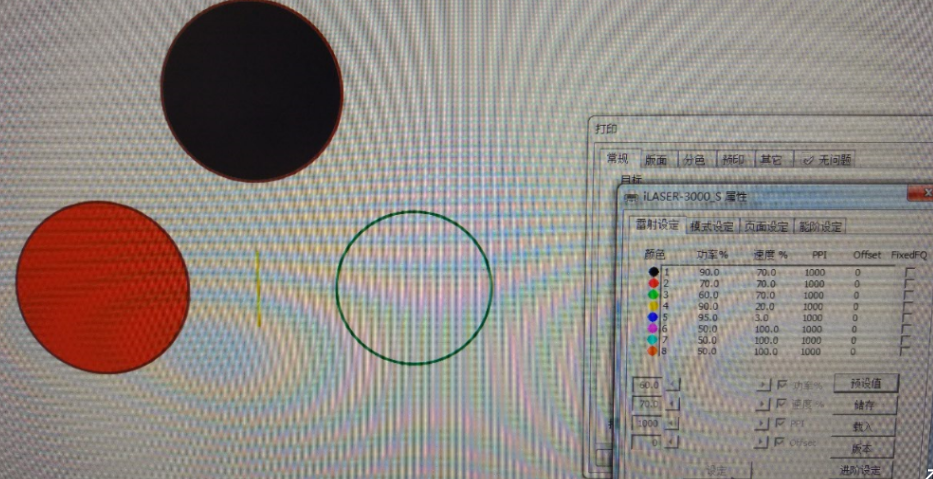 打印
常规 版面 分色 预印 其它 无问题
目标
iLASER-3000_S 属性
雷射设定 模式设定 页面设定 能阶设定
颜色 功率% 速度 % PPI Offset FixedFQ
1 90.0 70.0 1000 0
2 70.0 70.0 1000 0
3 60.0 70.0 1000 0
4 90.0 20.0 1000 0
5 95.0 3.0 1000 0
6 50.0 100.0 1000 0
7 50.0 100.0 1000 0
8 50.0 100.0 1000 0
60.0 功率% 预设值
70.0 速度% 储存
1000 PPI 载入
0 Offset 版本
设定 进阶设定